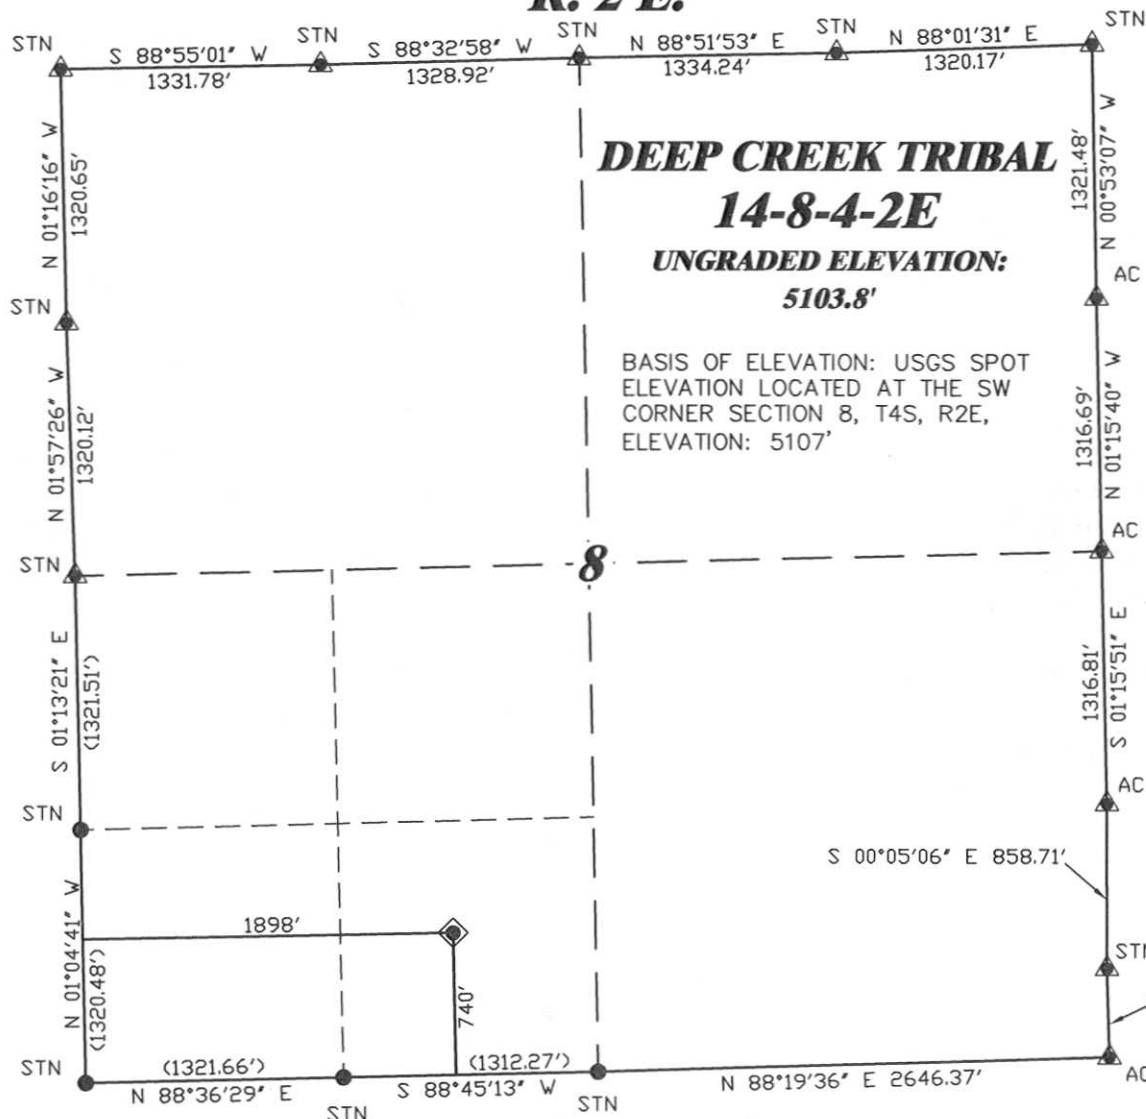 R. 2 E.
STN
STN
STN
STN
STN
S 88°55'01" W
S 88°32'58" W
N 88°51'53" E
N 88°01'31" E
1331.78'
1328.92'
1334.24'
1320.17'
N 01°16'16" W
1320.65'
DEEP CREEK TRIBAL
14-8-4-2E
UNGRADED ELEVATION:
5103.8'
1321.48'
N 00°53'07" W
STN
AC
BASIS OF ELEVATION: USGS SPOT
ELEVATION LOCATED AT THE SW
CORNER SECTION 8, T4S, R2E,
ELEVATION: 5107'
N 01°57'26" W
1320.12'
1316.69'
N 01°15'40" W
STN
8
AC
S 01°13'21" E
(1321.51')
1316.81'
S 01°15'51" E
STN
AC
S 00°05'06" E 858.71'
N 01°04'41" W
(1320.48')
1898'
740'
STN
STN
(1321.66')
(1312.27')
N 88°36'29" E
S 88°45'13" W
N 88°19'36" E 2646.37'
AC
STN
STN